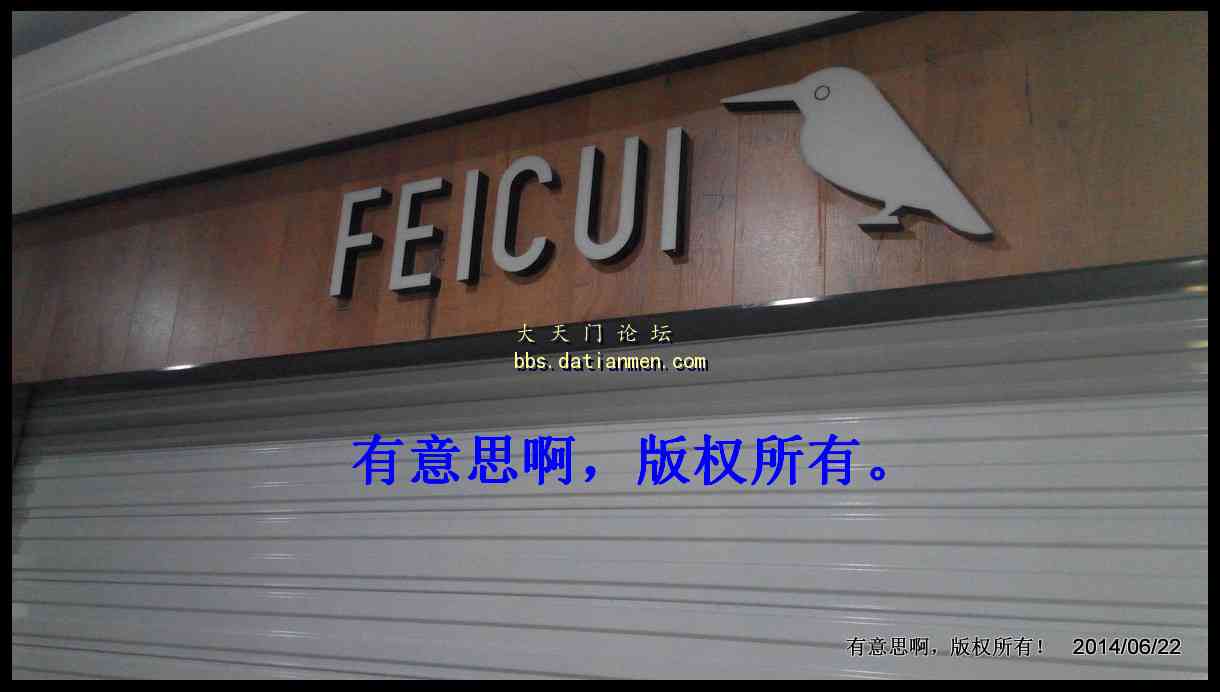 FEICUI
大天门论坛
bbs.datianmen.com
有意思啊，版权所有。
有意思啊，版权所有！ 2014/06/22